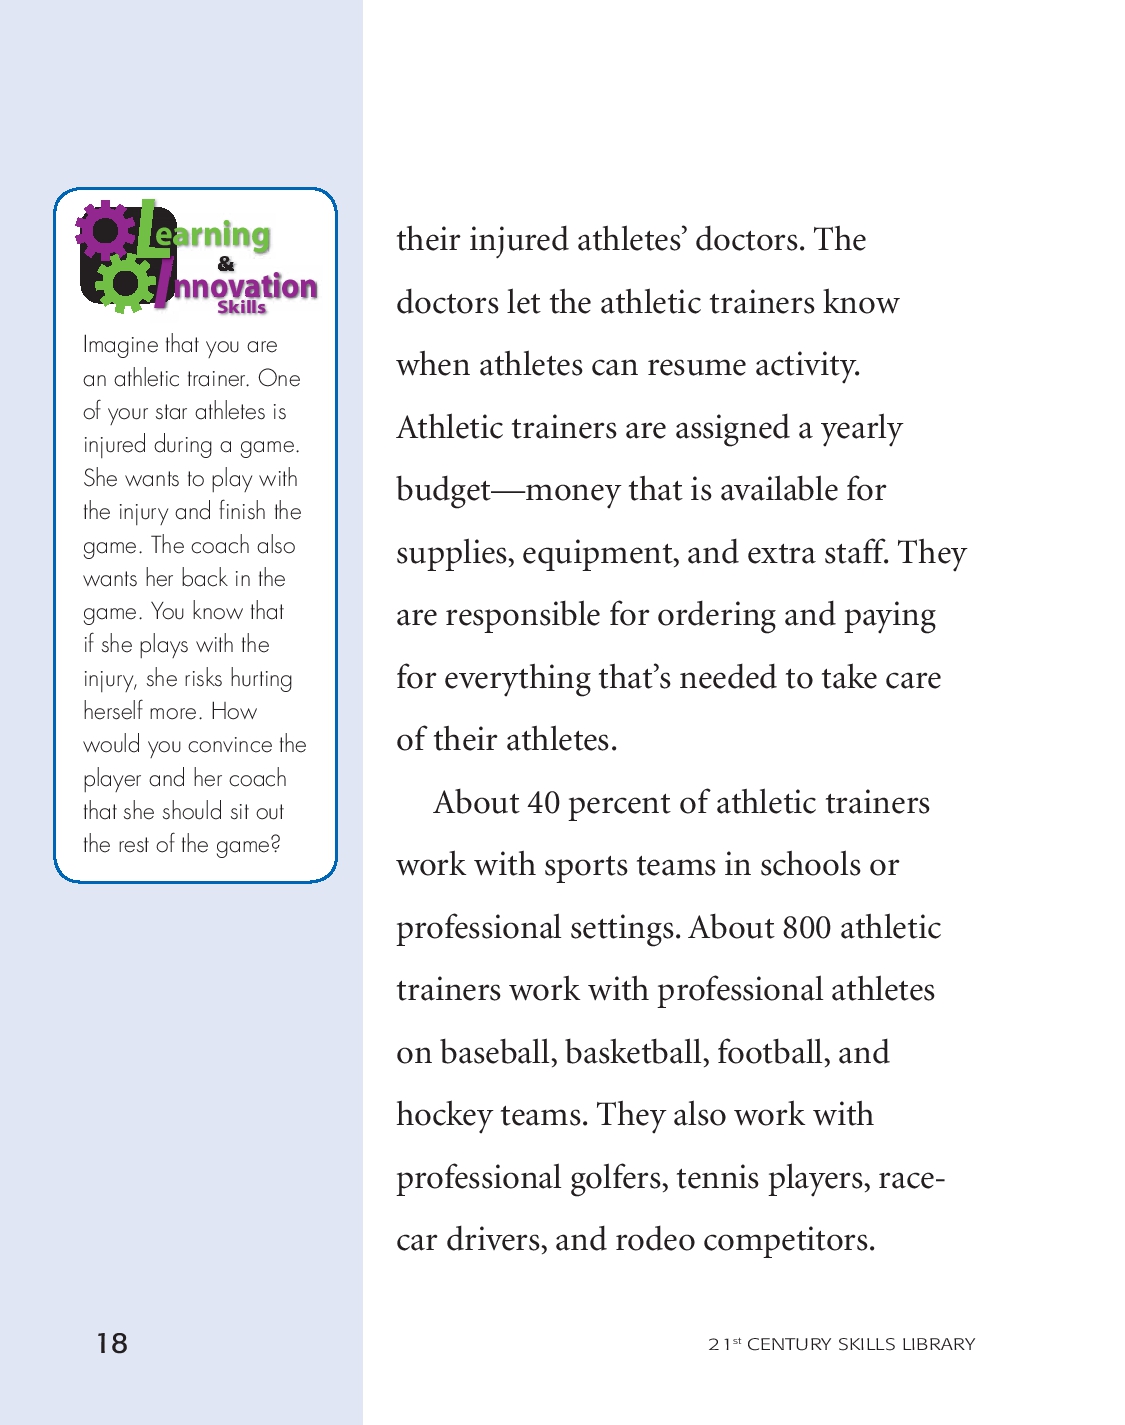 Learning
&
Innovation
Skills
Imagine that you are
an athletic trainer. One
of your star athletes is
injured during a game.
She wants to play with
the injury and finish the
game. The coach also
wants her back in the
game. You know that
if she plays with the
injury, she risks hurting
herself more. How
would you convince the
player and her coach
that she should sit out
the rest of the game?
their injured athletes’ doctors. The
doctors let the athletic trainers know
when athletes can resume activity.
Athletic trainers are assigned a yearly
budget—money that is available for
supplies, equipment, and extra staff. They
are responsible for ordering and paying
for everything that’s needed to take care
of their athletes.
About 40 percent of athletic trainers
work with sports teams in schools or
professional settings. About 800 athletic
trainers work with professional athletes
on baseball, basketball, football, and
hockey teams. They also work with
professional golfers, tennis players, race-
car drivers, and rodeo competitors.
18
21st CENTURY SKILLS LIBRARY